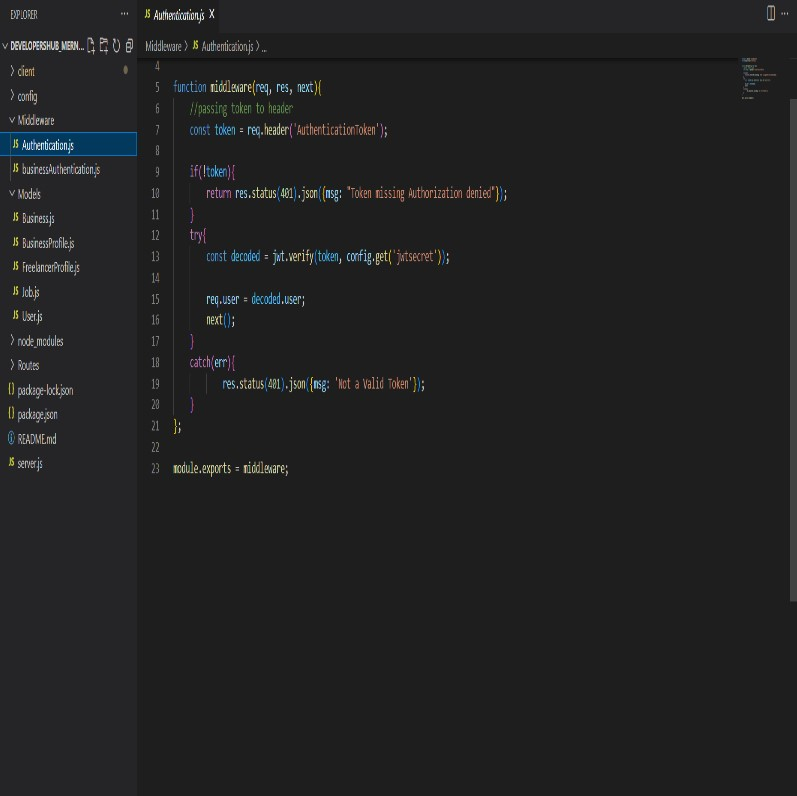 EXPLORER
DEVELOPERSHUB_MERN...
client
config
Middleware
JS Authentication.js
JS businessAuthentication.js
Models
JS Business.js
JS BusinessProfile.js
JS FreelancerProfile.js
JS Job.js
JS User.js
node_modules
Routes
{} package-lock.json
{} package.json
README.md
JS server.js
JS Authentication.js X
Middleware > JS Authentication.js > ...
4
5 function middleware(req, res, next){
6 //passing token to header
7 const token = req.header('AuthenticationToken');
8
9 if(!token){
10 return res.status(401).json({msg: "Token missing Authorization denied"});
11 }
12 try{
13 const decoded = jwt.verify(token, config.get('jwtsecret'));
14
15 req.user = decoded.user;
16 next();
17 }
18 catch(err){
19 res.status(401).json({msg: 'Not a Valid Token'});
20 }
21 };
22
23 module.exports = middleware;